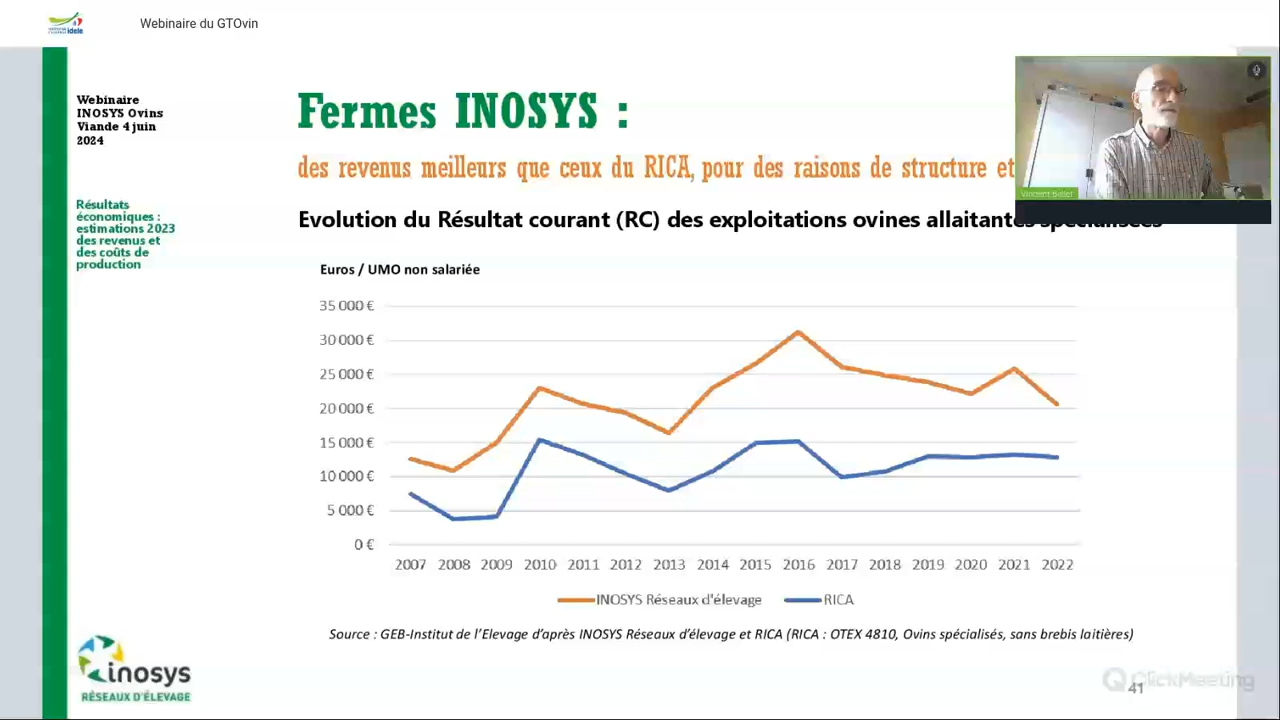 idele
Webinaire du GTOvin
Webinaire
INOSYS Ovins
Viande 4 juin
2024
Résultats
économiques :
estimations 2023
des revenus et
des coûts de
production
Fermes INOSYS :
des revenus meilleurs que ceux du RICA, pour des raisons de structure et
Evolution du Résultat courant (RC) des exploitations ovines allaitantes spécialisées
Euros / UMO non salariée
35 000 €
30 000 €
25 000 €
20 000 €
15 000 €
10 000 €
5 000 €
0 €
2007 2008 2009 2010 2011 2012 2013 2014 2015 2016 2017 2018 2019 2020 2021 2022
INOSYS Réseaux d'élevage RICA
Source : GEB-Institut de l'Elevage d'après INOSYS Réseaux d'élevage et RICA (RICA : OTEX 4810, Ovins spécialisés, sans brebis laitières)
inosys
RÉSEAUX D'ÉLEVAGE
ClickMeeting
41
Vincent